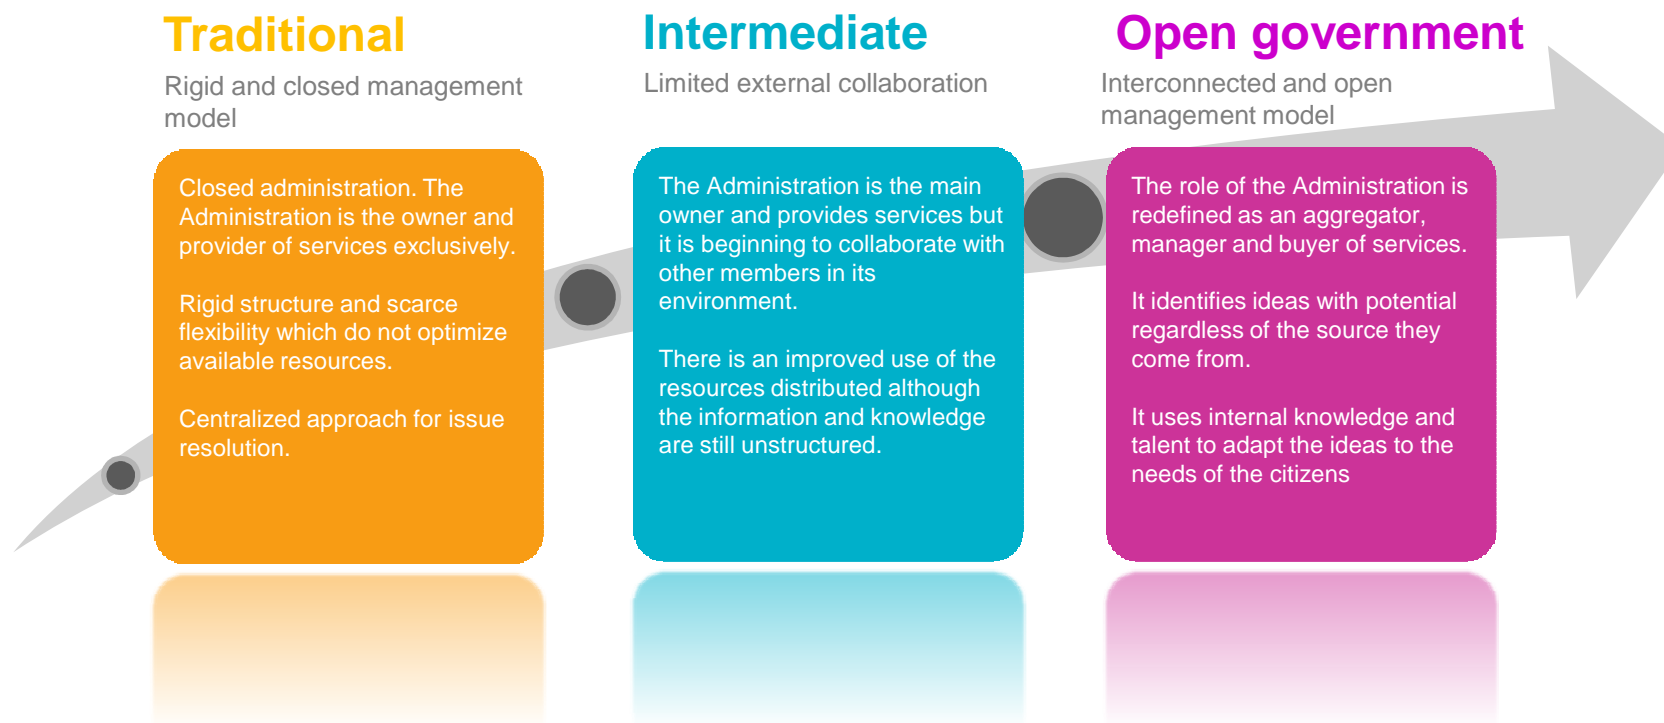 Traditional
Rigid and closed management
model
Closed administration. The
Administration is the owner and
provider of services exclusively.
Rigid structure and scarce
flexibility which do not optimize
available resources.
Centralized approach for issue
resolution.
Intermediate
Limited external collaboration
The Administration is the main
owner and provides services but
it is beginning to collaborate with
other members in its
environment.
There is an improved use of the
resources distributed although
the information and knowledge
are still unstructured.
Open government
Interconnected and open
management model
The role of the Administration is
redefined as an aggregator,
manager and buyer of services.
It identifies ideas with potential
regardless of the source they
come from.
It uses internal knowledge and
talent to adapt the ideas to the
needs of the citizens